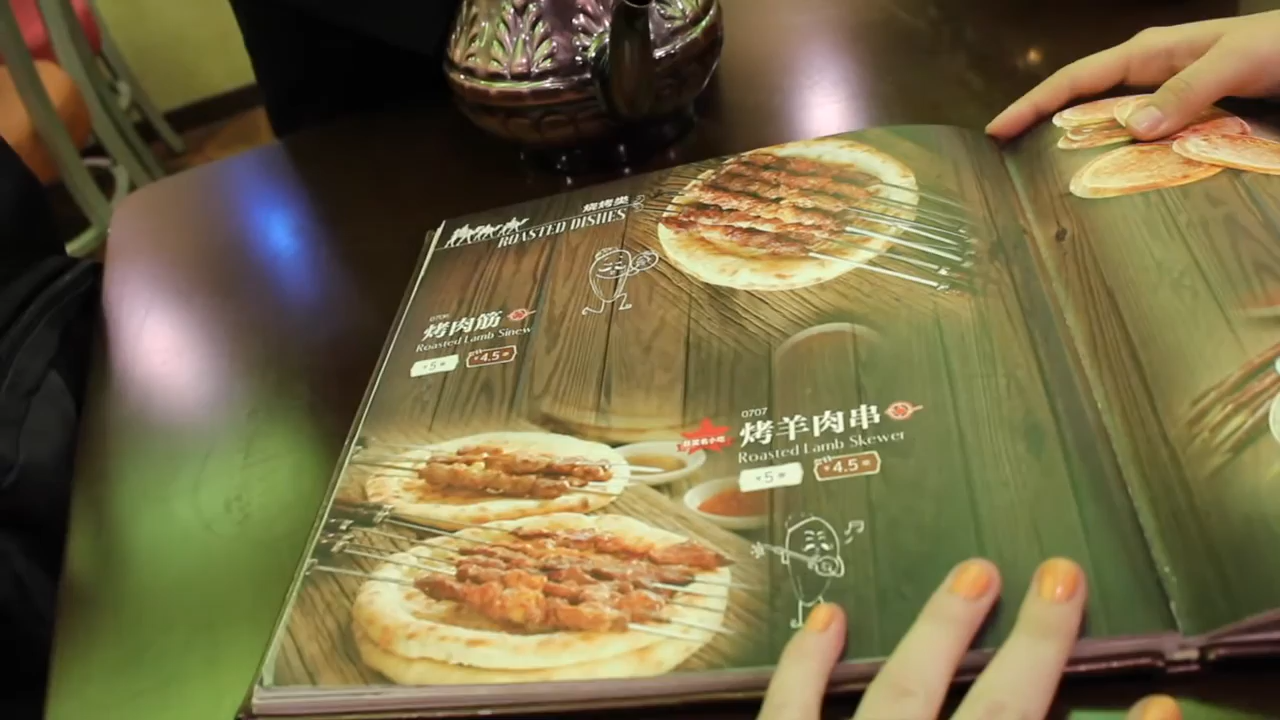 烧烤类
ROASTED DISHES
0706
烤肉筋
Roasted Lamb Sinew
¥5 ¥4.5
0707
烤羊肉串
Roasted Lamb Skewer
¥5 ¥4.5